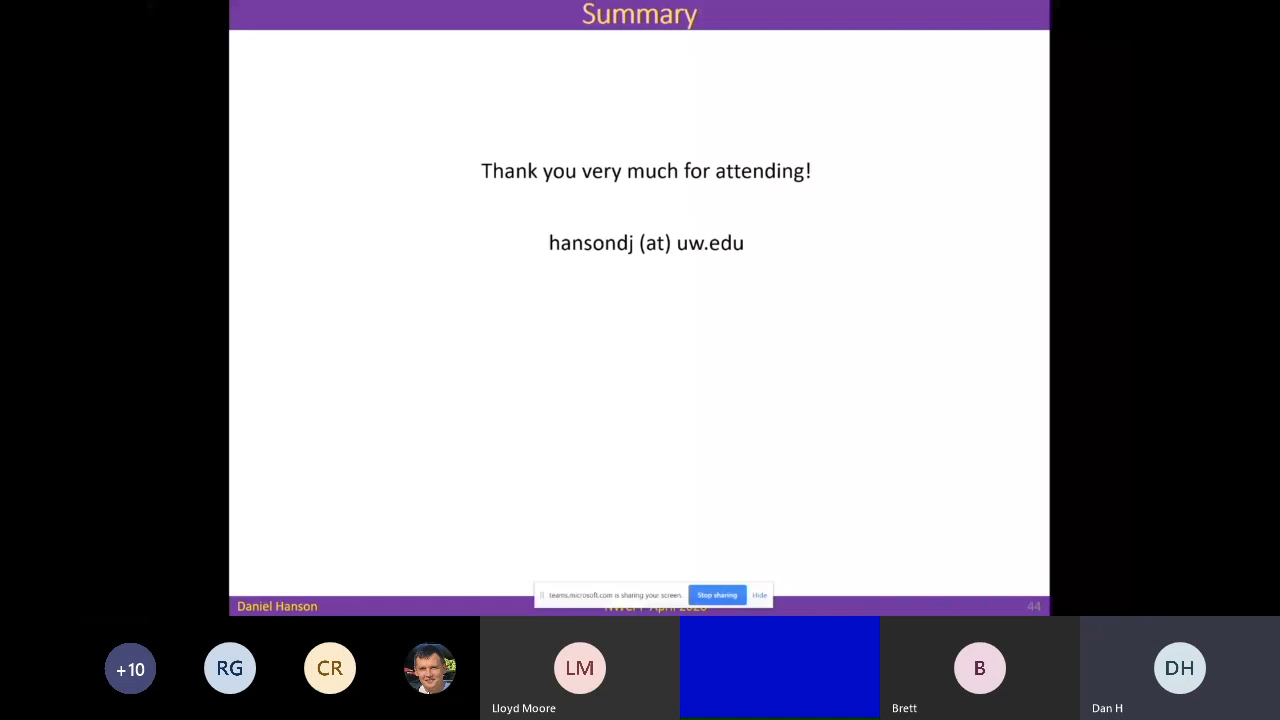 Summary
Thank you very much for attending!
hansondj (at) uw.edu
teams.microsoft.com is sharing your screen.
Stop sharing
Hide
Daniel Hanson
44
+10
RG
CR
LM
B
DH
Lloyd Moore
Brett
Dan H